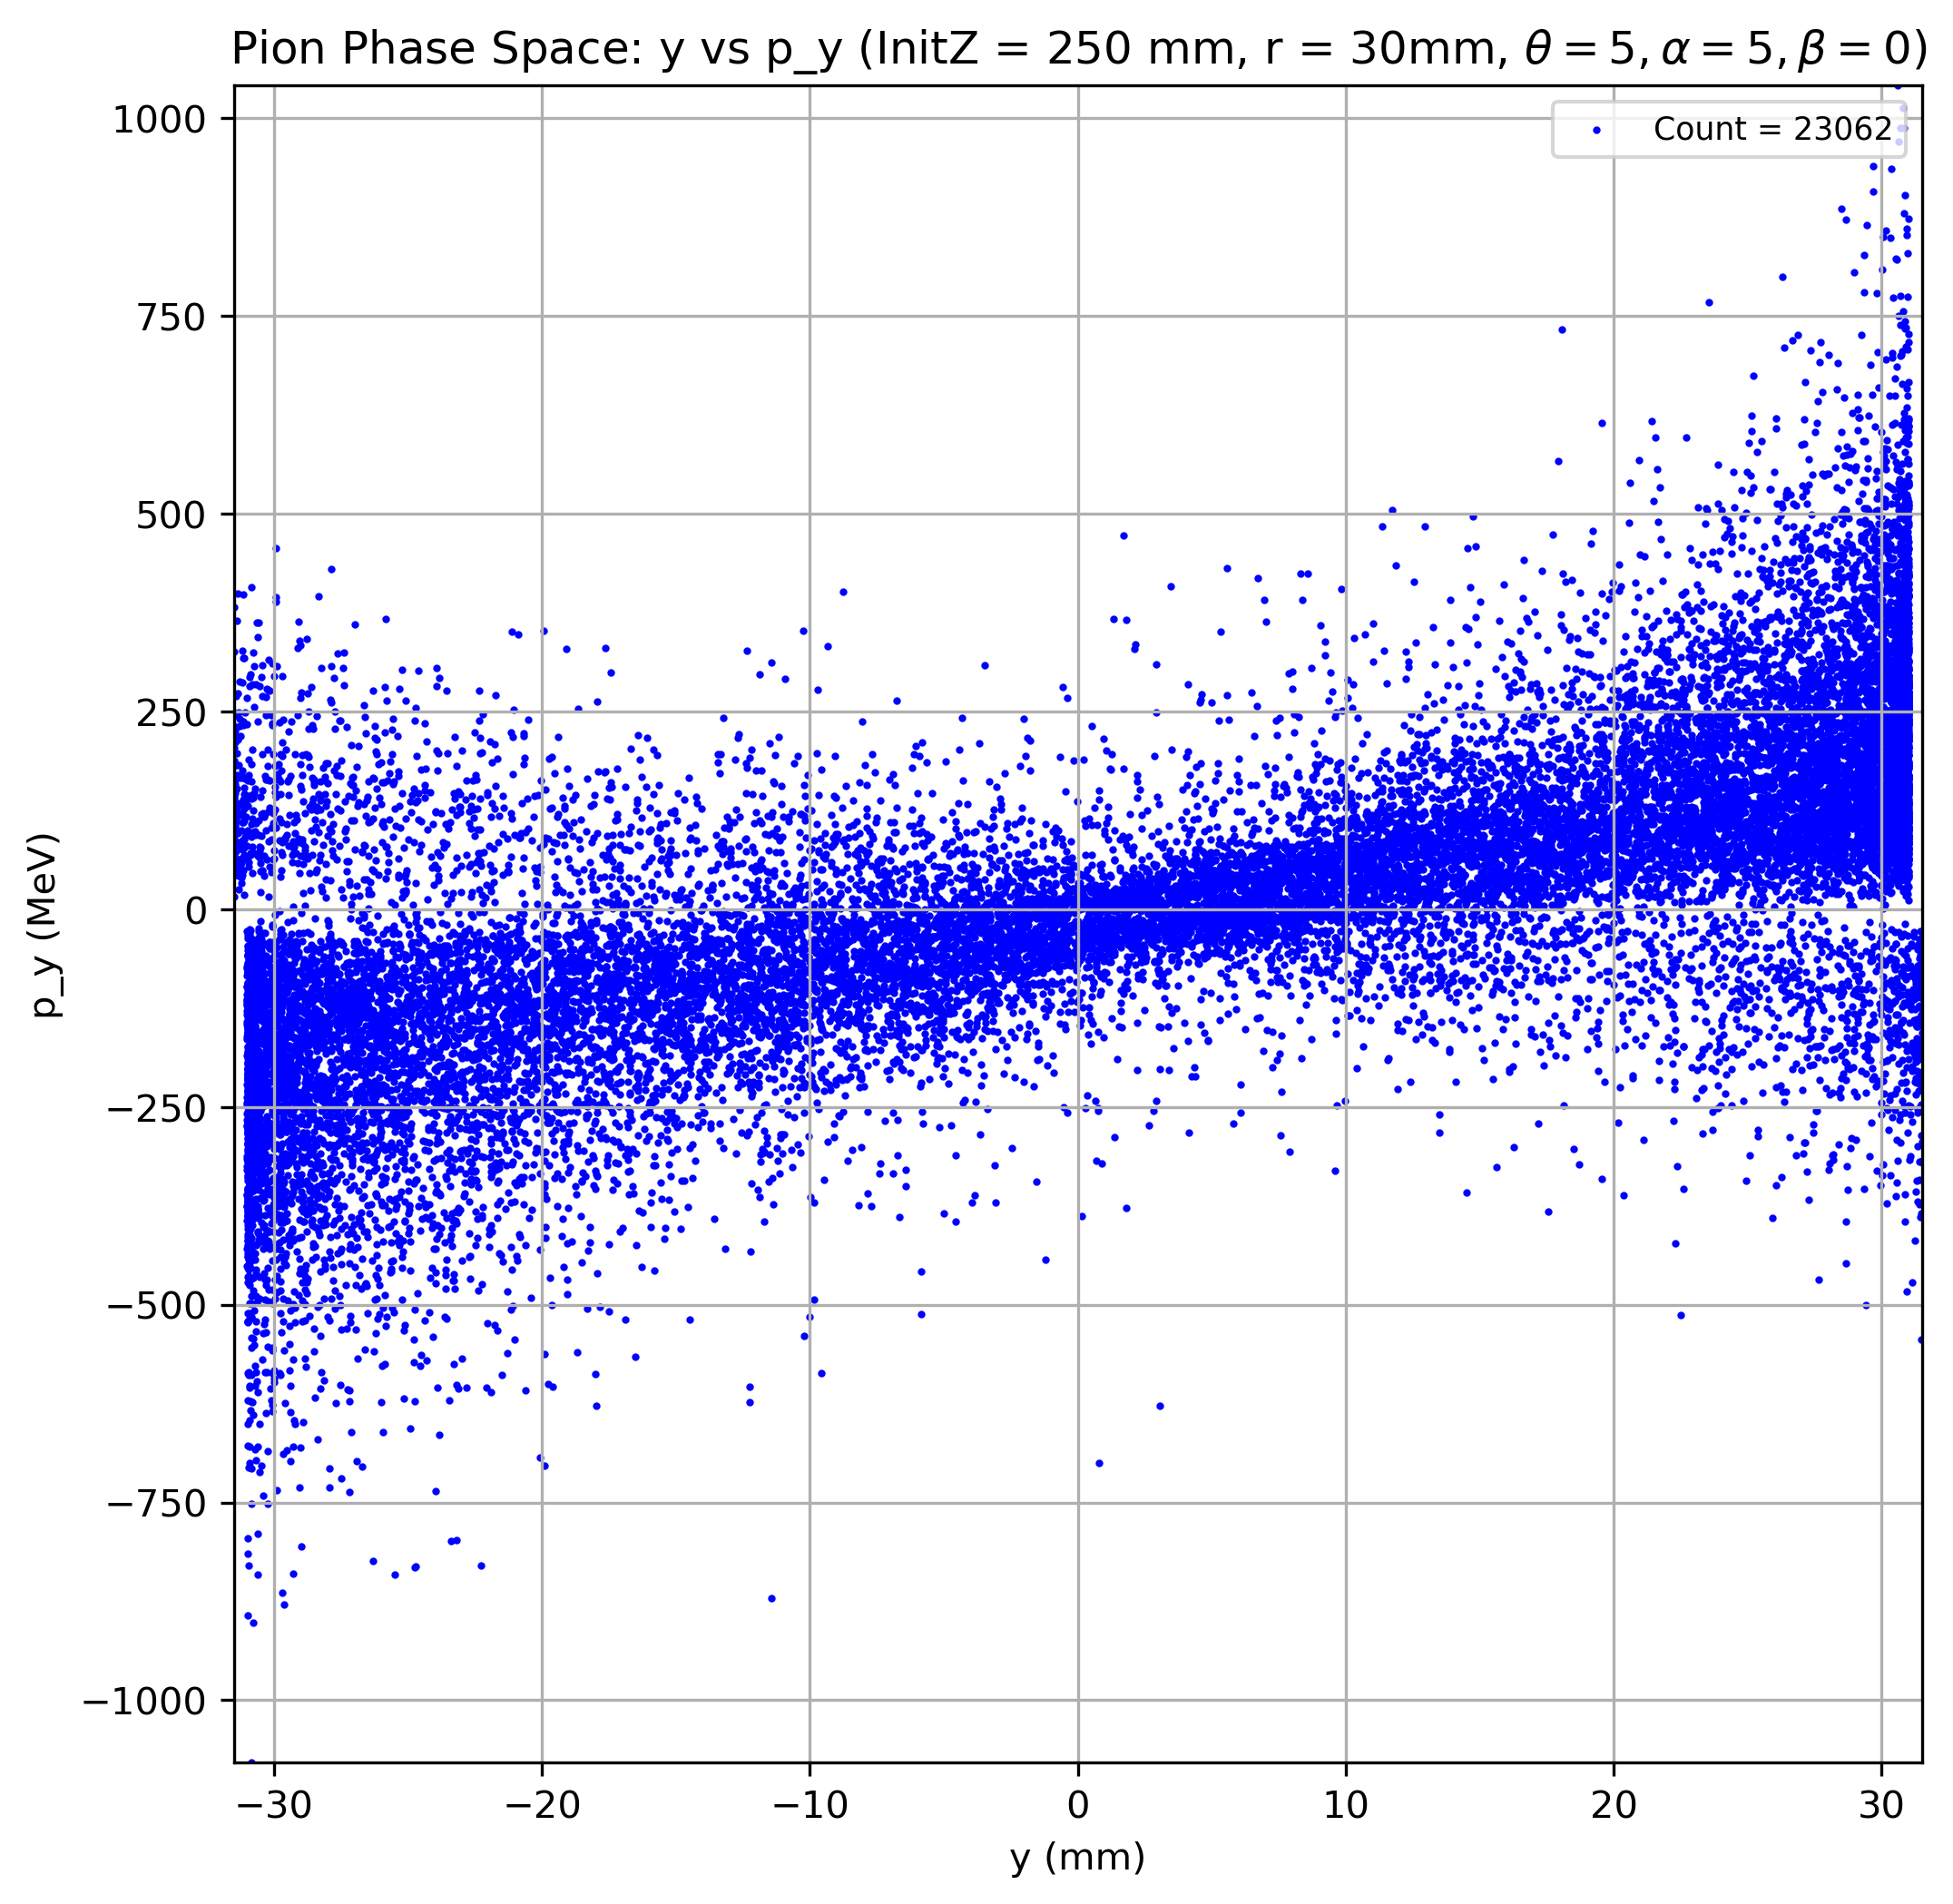 Pion Phase Space: y vs p_y (InitZ = 250 mm, r = 30mm, θ = 5, α = 5, β = 0)
Count = 23062
1000
750
500
250
0
−250
−500
−750
−1000
p_y (MeV)
−30 −20 −10 0 10 20 30
y (mm)